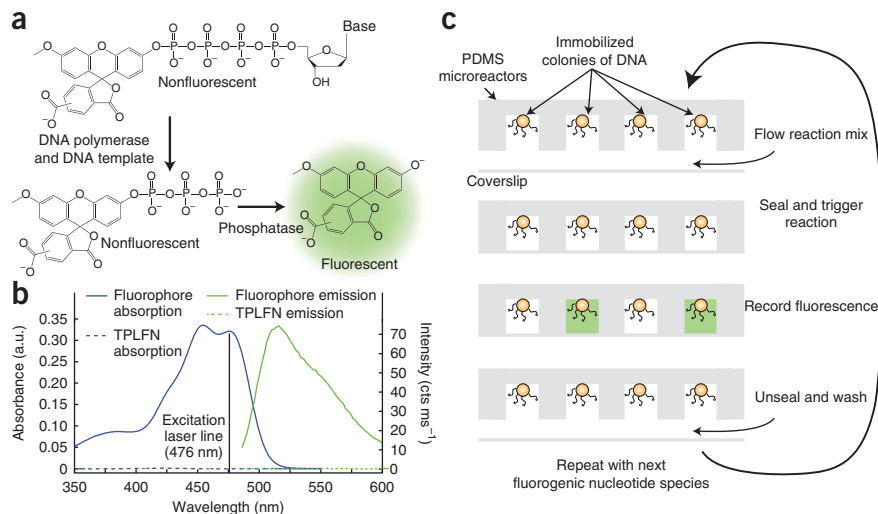 a
Base
O
O
O
O
O
O
O
P
O
P
O
P
O
P
O
O
O⁻
O⁻
O⁻
O⁻
Nonfluorescent
OH
O
O
O
O⁻
DNA polymerase
and DNA template
O
O
O
O
O
O
P
O
P
O
P
O⁻
O⁻
O⁻
O⁻
Nonfluorescent
O
O
O
O⁻
Phosphatase
O
O
O⁻
O
O
O
O⁻
Fluorescent
b
Fluorophore absorption
TPLFN absorption
Fluorophore emission
TPLFN emission
Absorbance (a.u.)
0.35
0.30
0.25
0.20
0.15
0.10
0.05
0
Excitation
laser line
(476 nm)
70
60
50
40
30
20
10
0
Intensity (cts ms⁻¹)
350
400
450
500
550
600
Wavelength (nm)
c
PDMS
microreactors
Immobilized
colonies of DNA
Flow reaction mix
Coverslip
Seal and trigger
reaction
Record fluorescence
Unseal and wash
Repeat with next
fluorogenic nucleotide species